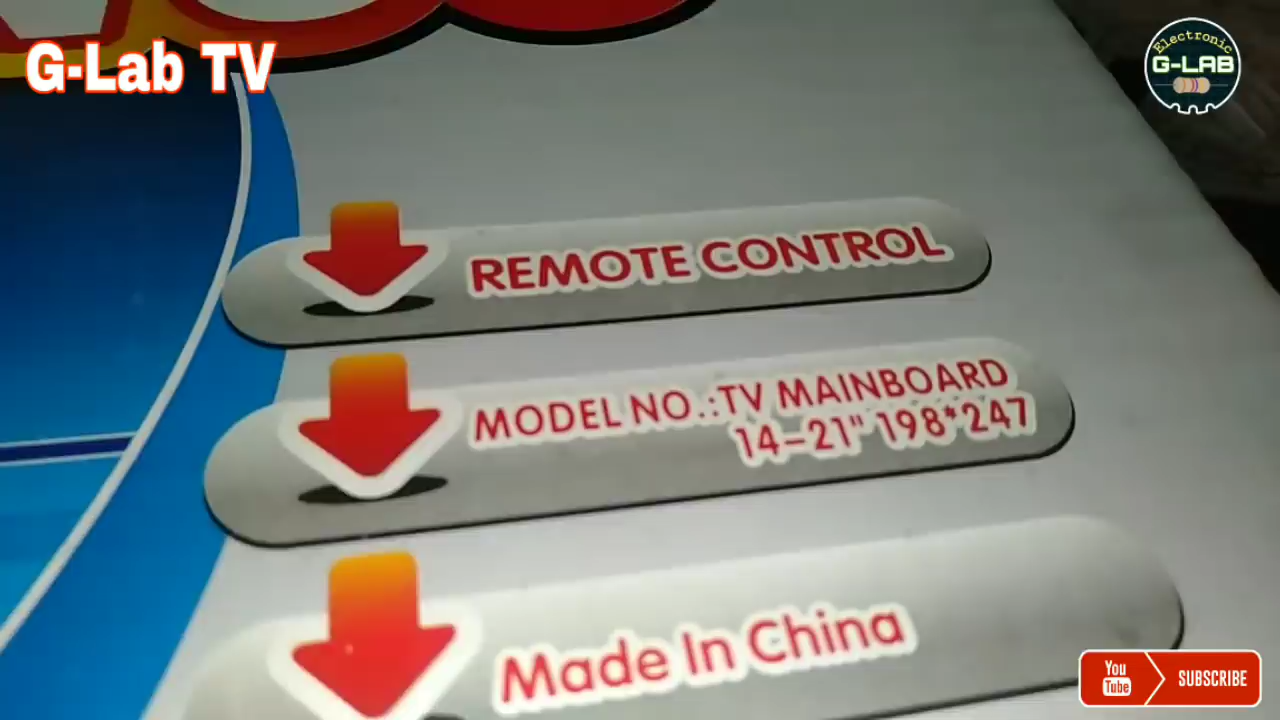 G-Lab TV
Electronic
G-LAB
REMOTE CONTROL
MODEL NO.:TV MAINBOARD
14-21" 198*247
Made In China
You
Tube
SUBSCRIBE